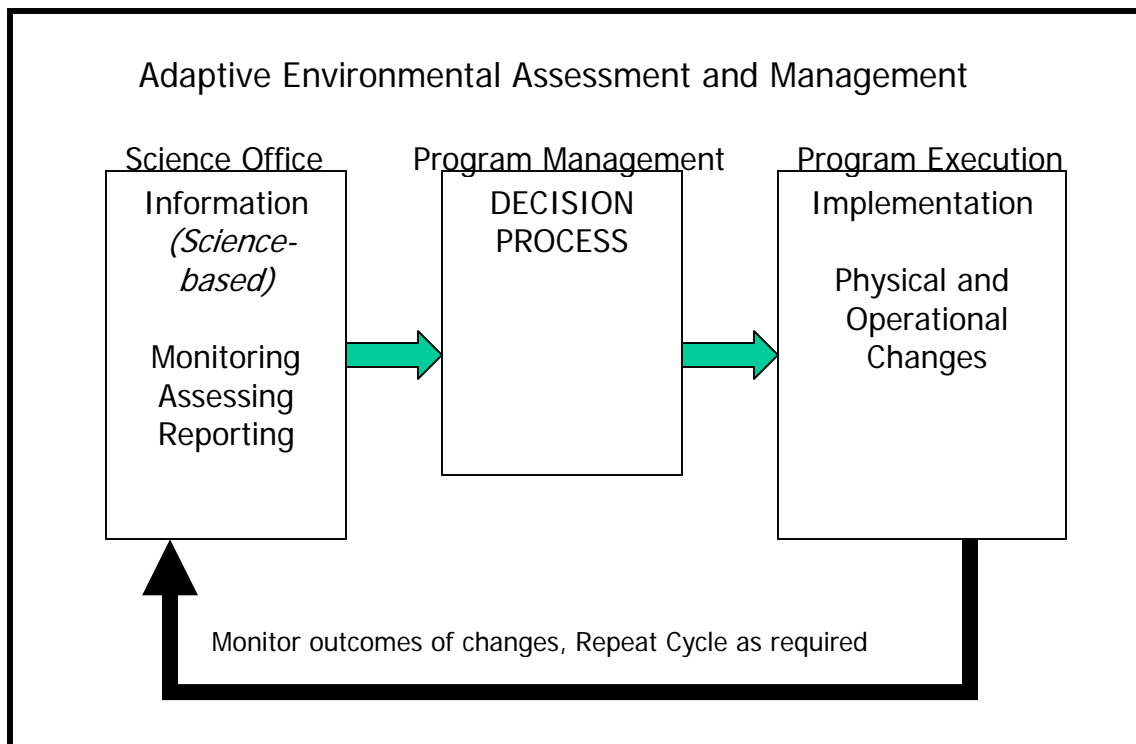 Adaptive Environmental Assessment and Management
Science Office
Information
(Science-
based)
Monitoring
Assessing
Reporting
Program Management
DECISION
PROCESS
Program Execution
Implementation
Physical and
Operational
Changes
Monitor outcomes of changes, Repeat Cycle as required